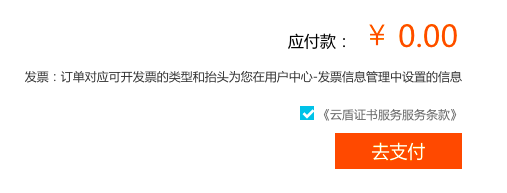 应付款： ￥ 0.00
发票：订单对应可开发票的类型和抬头为您在用户中心-发票信息管理中设置的信息
《云盾证书服务服务条款》
去支付